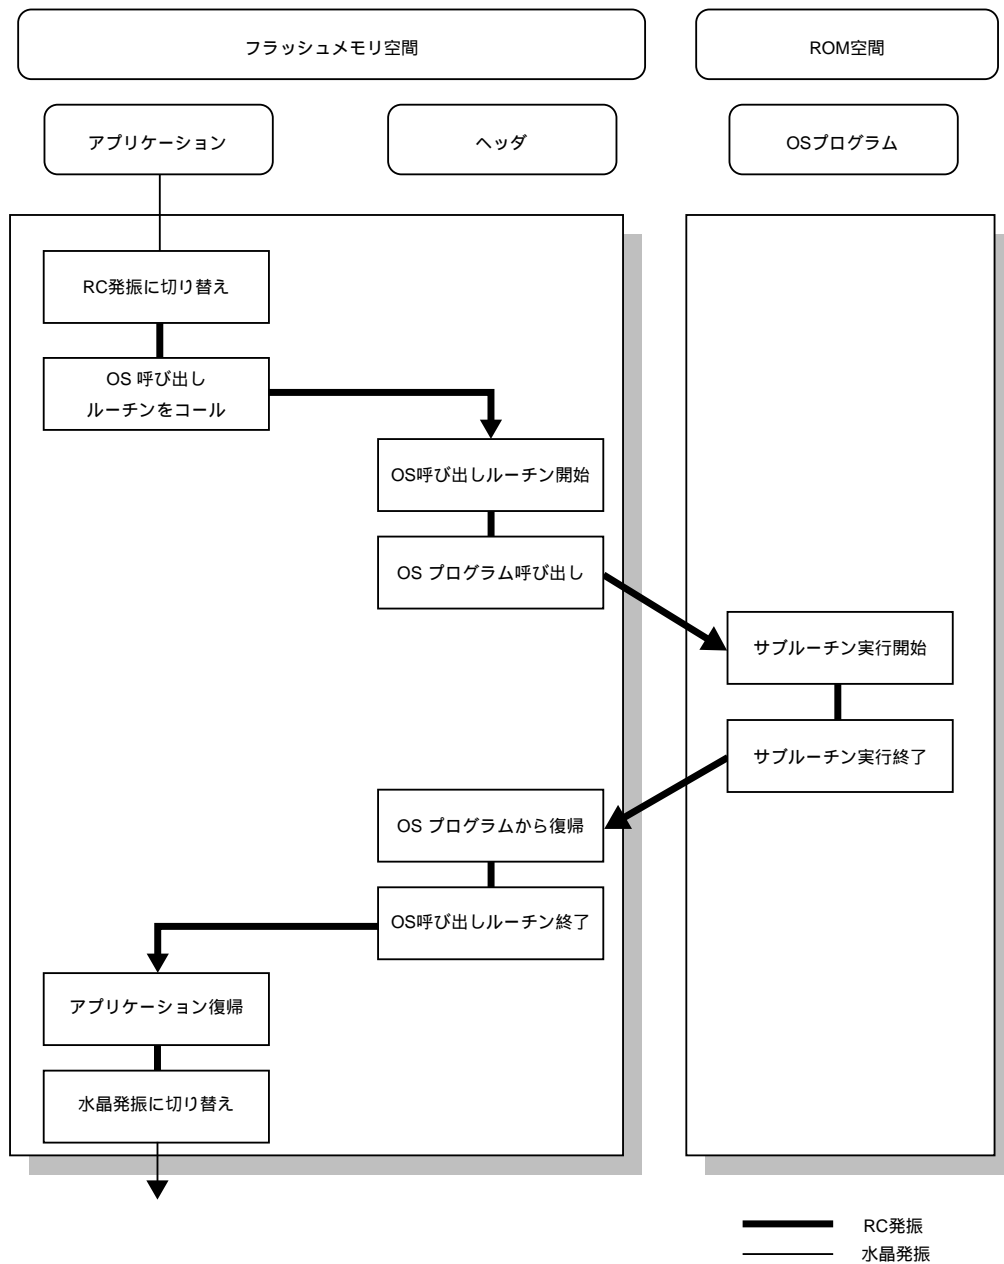 フラッシュメモリ空間
ROM空間
アプリケーション
ヘッダ
OSプログラム
RC発振に切り替え
OS 呼び出し
ルーチンをコール
OS呼び出しルーチン開始
OS プログラム呼び出し
サブルーチン実行開始
サブルーチン実行終了
OS プログラムから復帰
OS呼び出しルーチン終了
アプリケーション復帰
水晶発振に切り替え
RC発振
水晶発振